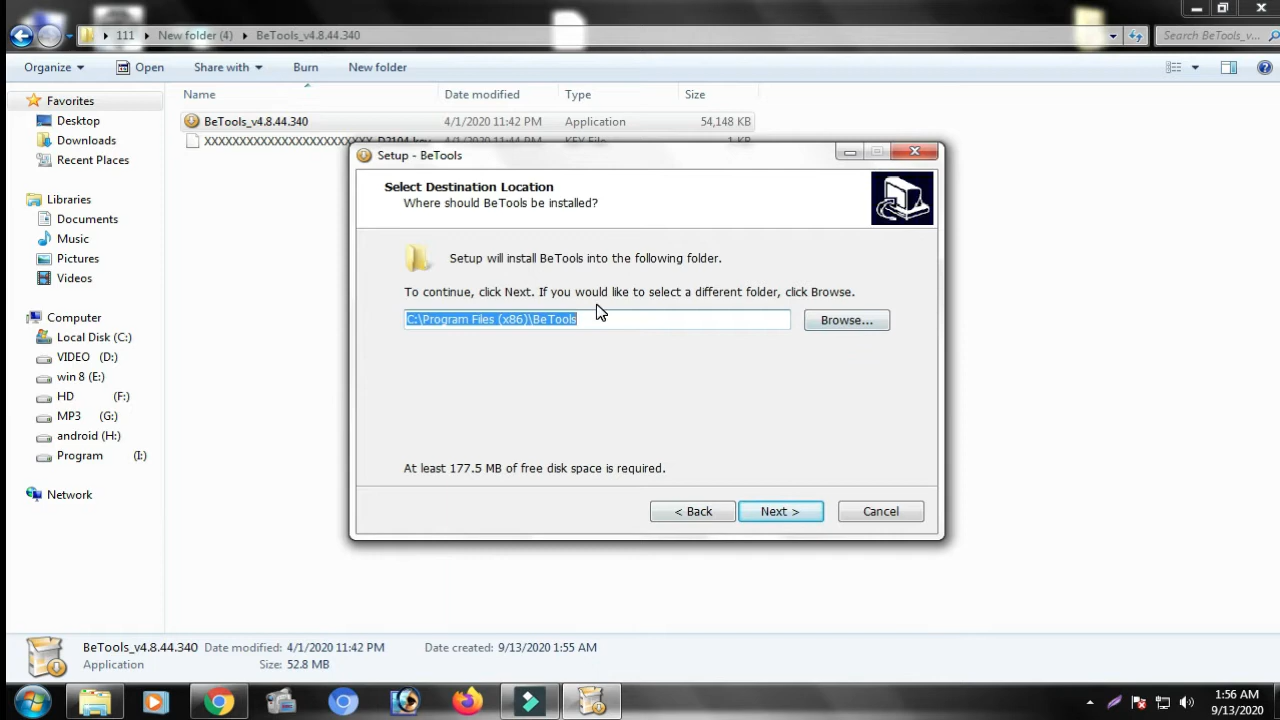 111
New folder (4)
BeTools_v4.8.44.340
Search BeTools_v...
Organize
Open
Share with
Burn
New folder
Favorites
Desktop
Downloads
Recent Places
Libraries
Documents
Music
Pictures
Videos
Computer
Local Disk (C:)
VIDEO (D:)
win 8 (E:)
HD (F:)
MP3 (G:)
android (H:)
Program (I:)
Network
Name Date modified Type Size
BeTools_v4.8.44.340 4/1/2020 11:42 PM Application 54,148 KB
4/1/2020 11:44 PM KEY File 1 KB
Setup - BeTools
Select Destination Location
Where should BeTools be installed?
Setup will install BeTools into the following folder.
To continue, click Next. If you would like to select a different folder, click Browse.
C:\Program Files (x86)\BeTools
Browse...
At least 177.5 MB of free disk space is required.
< Back
Next >
Cancel
BeTools_v4.8.44.340 Date modified: 4/1/2020 11:42 PM Date created: 9/13/2020 1:55 AM
Application Size: 52.8 MB
1:56 AM
9/13/2020